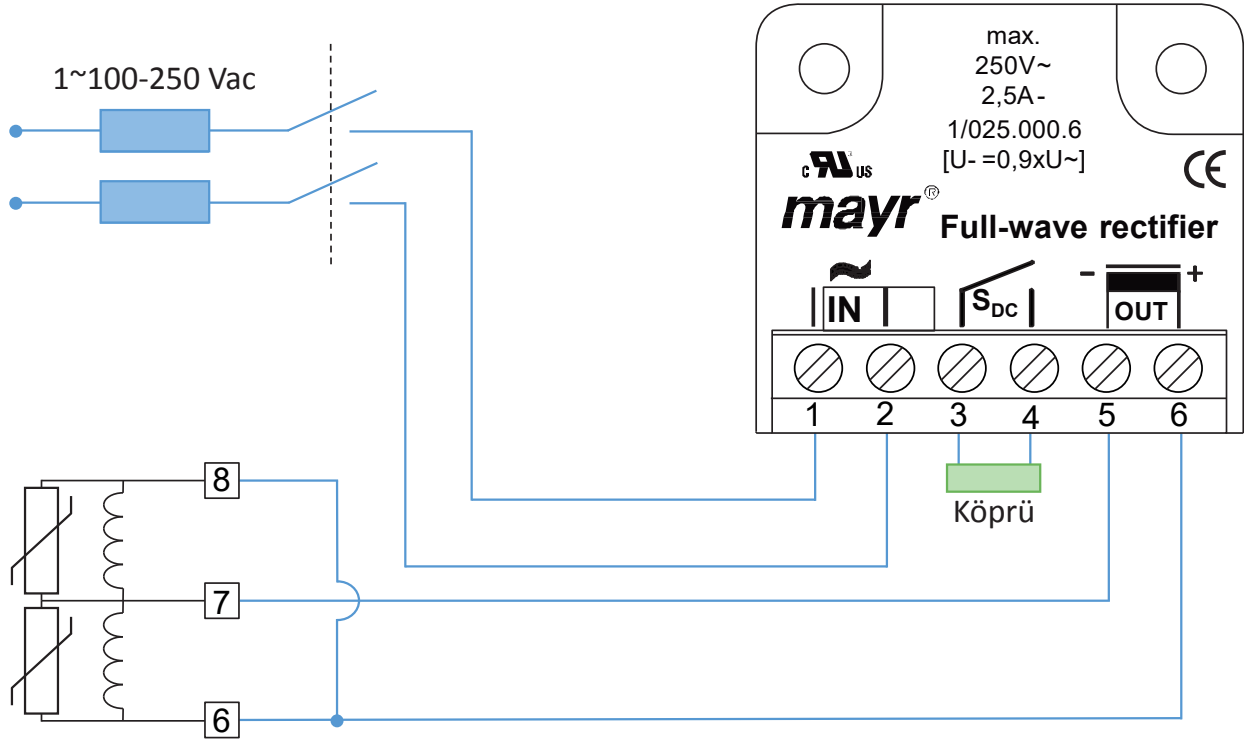 1~100-250 Vac
max.
250V~
2,5A-
1/025.000.6
[U- =0,9xU~]
c RU US
CE
mayr®
Full-wave rectifier
~
IN
SDC
- +
OUT
1 2 3 4 5 6
Köprü
8
7
6